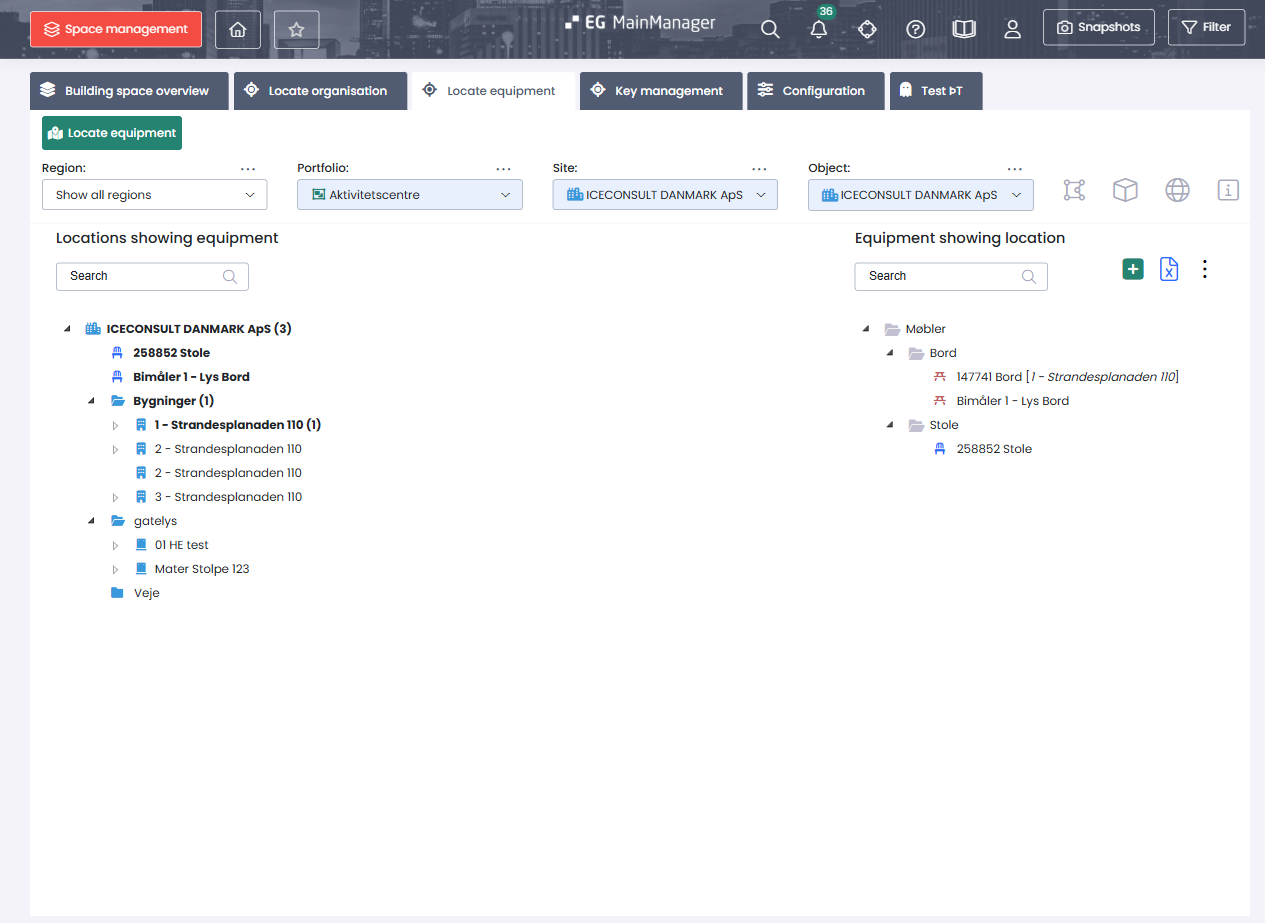 Space management
EG MainManager
36
Snapshots
Filter
Building space overview
Locate organisation
Locate equipment
Key management
Configuration
Test ÞT
Locate equipment
Region:
...
Portfolio:
...
Site:
...
Object:
...
Show all regions
Aktivitetscentre
ICECONSULT DANMARK ApS
ICECONSULT DANMARK ApS
Locations showing equipment
Search
ICECONSULT DANMARK ApS (3)
258852 Stole
Bimåler 1 - Lys Bord
Bygninger (1)
1 - Strandesplanaden 110 (1)
2 - Strandesplanaden 110
2 - Strandesplanaden 110
3 - Strandesplanaden 110
gatelys
01 HE test
Mater Stolpe 123
Veje
Equipment showing location
Search
Møbler
Bord
147741 Bord [1 - Strandesplanaden 110]
Bimåler 1 - Lys Bord
Stole
258852 Stole